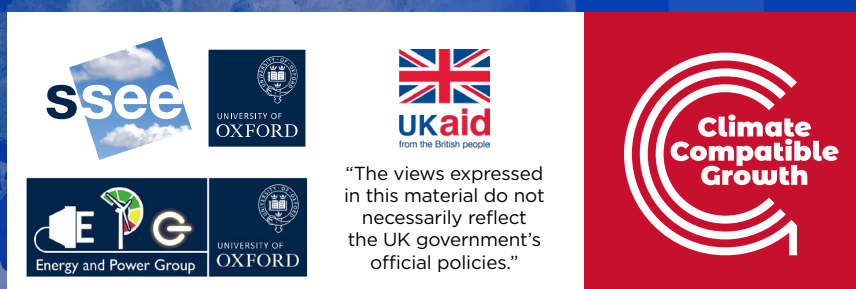 ssee
UNIVERSITY OF
OXFORD
UKaid
from the British people
"The views expressed
in this material do not
necessarily reflect
the UK government's
official policies."
EPG
Energy and Power Group
UNIVERSITY OF
OXFORD
Climate
Compatible
Growth